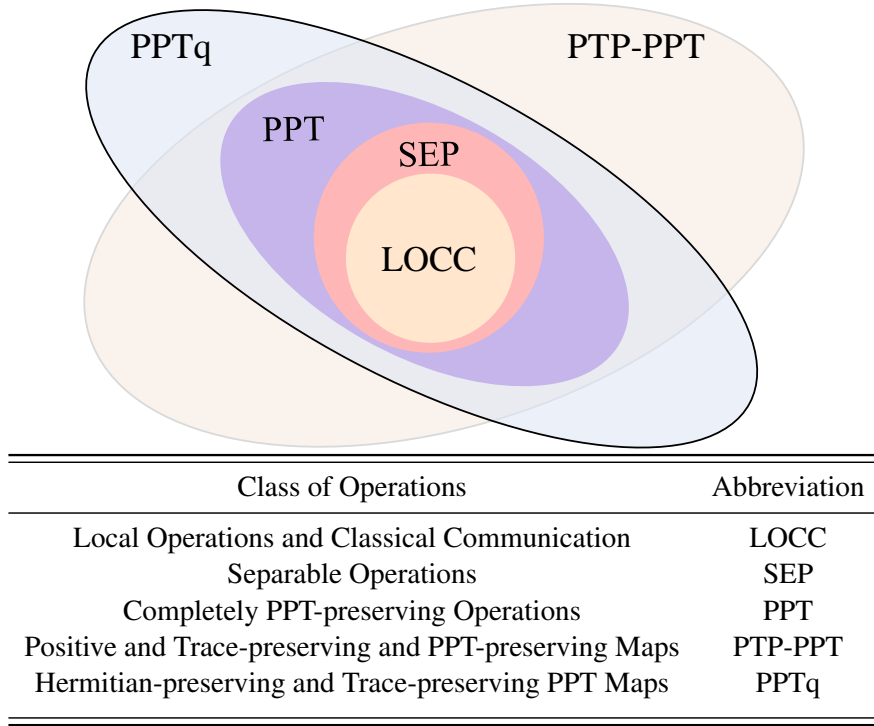 PPTq
PTP-PPT
PPT
SEP
LOCC
Class of Operations Abbreviation
Local Operations and Classical Communication LOCC
Separable Operations SEP
Completely PPT-preserving Operations PPT
Positive and Trace-preserving and PPT-preserving Maps PTP-PPT
Hermitian-preserving and Trace-preserving PPT Maps PPTq